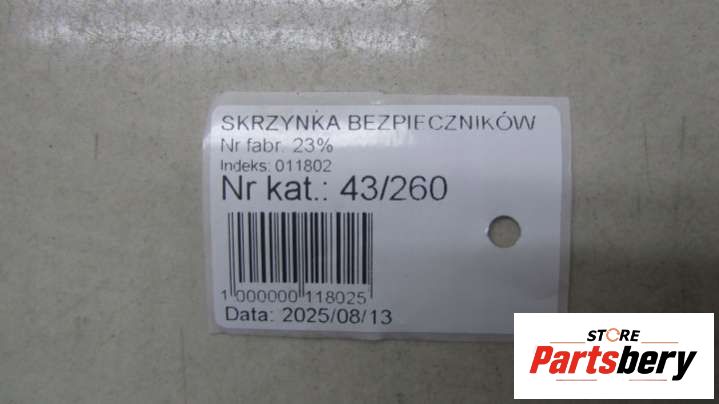 SKRZYNKA BEZPIECZNIKÓW
Nr fabr. 23%
Indeks: 011802
Nr kat.: 43/260
1 000000 118025
Data: 2025/08/13
STORE
Partsbery